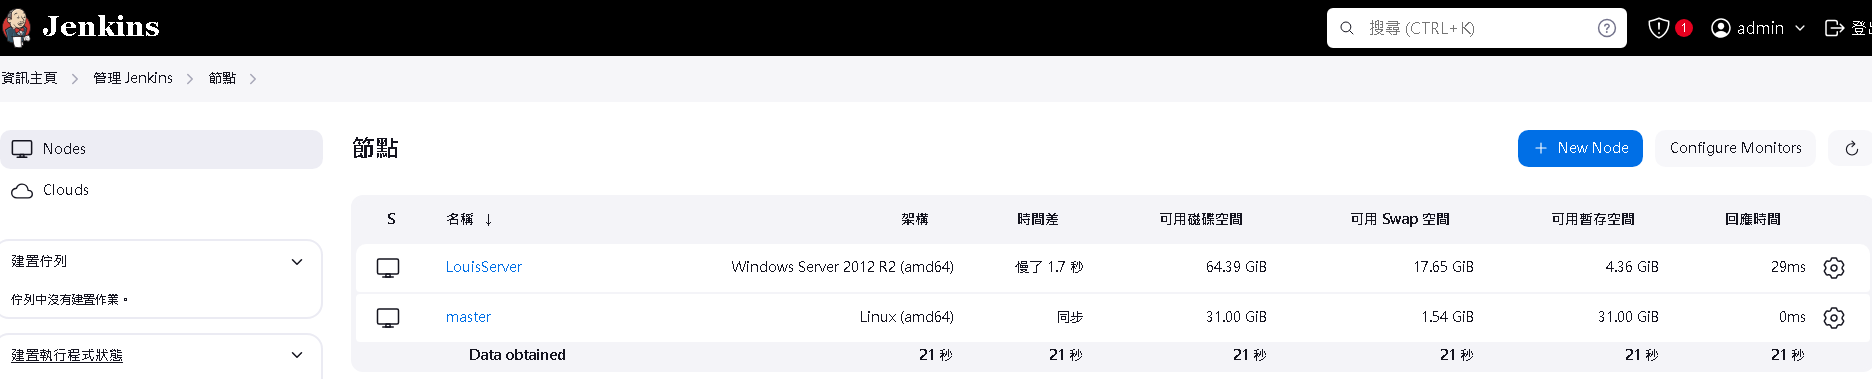 Jenkins
搜尋 (CTRL+K)
1
admin
登出
資訊主頁
管理 Jenkins
節點
Nodes
Clouds
建置佇列
佇列中沒有建置作業。
建置執行程式狀態
節點
+ New Node
Configure Monitors
S 名稱 ↓ 架構 時間差 可用磁碟空間 可用 Swap 空間 可用暫存空間 回應時間
LouisServer Windows Server 2012 R2 (amd64) 慢了 1.7 秒 64.39 GiB 17.65 GiB 4.36 GiB 29ms
master Linux (amd64) 同步 31.00 GiB 1.54 GiB 31.00 GiB 0ms
Data obtained 21 秒 21 秒 21 秒 21 秒 21 秒 21 秒